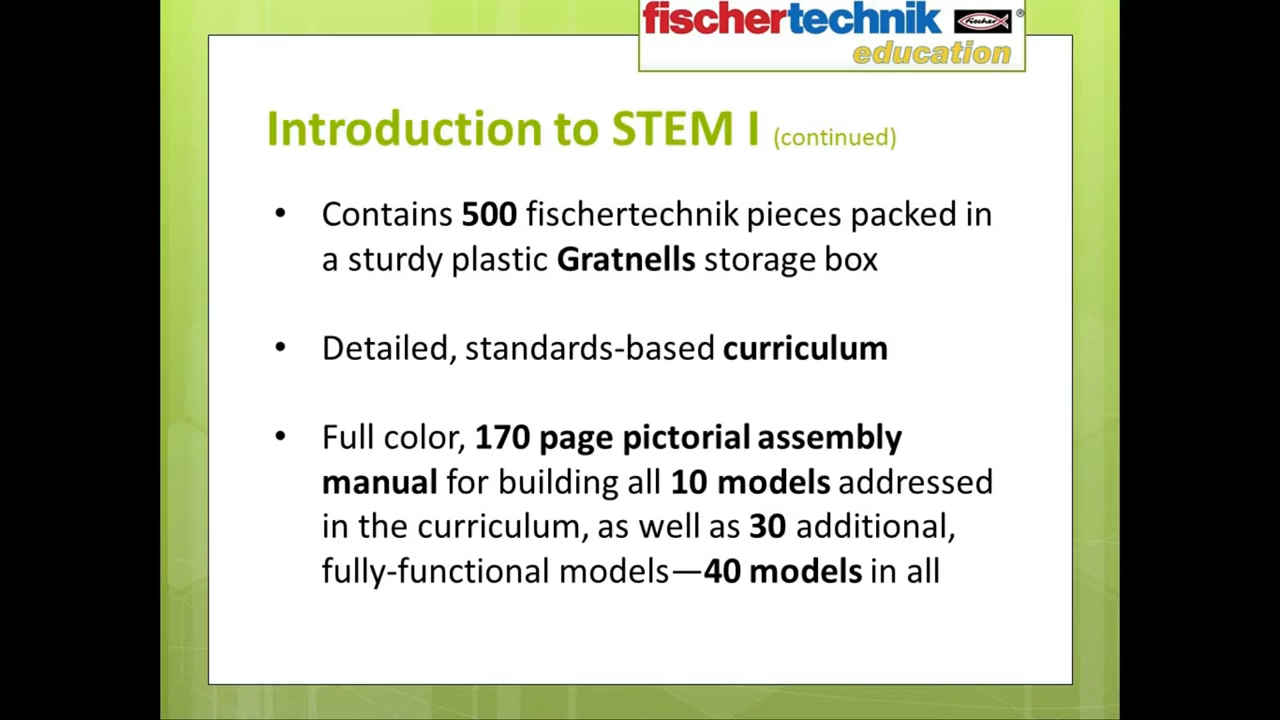 fischertechnik fischer ®
education
Introduction to STEM I (continued)
• Contains 500 fischertechnik pieces packed in
a sturdy plastic Gratnells storage box
• Detailed, standards-based curriculum
• Full color, 170 page pictorial assembly
manual for building all 10 models addressed
in the curriculum, as well as 30 additional,
fully-functional models—40 models in all